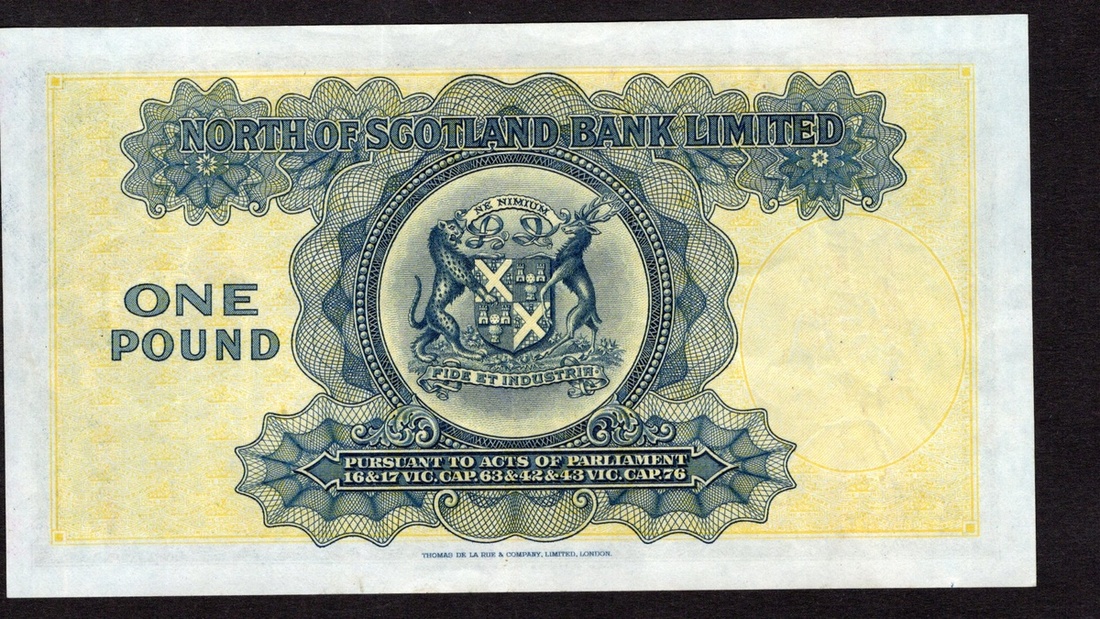 NORTH OF SCOTLAND BANK LIMITED
NE NIMIUM
ONE
POUND
FIDE ET INDUSTRIA
PURSUANT TO ACTS OF PARLIAMENT
16 & 17 VIC. CAP. 63 & 42 & 43 VIC. CAP. 76
THOMAS DE LA RUE & COMPANY, LIMITED, LONDON.